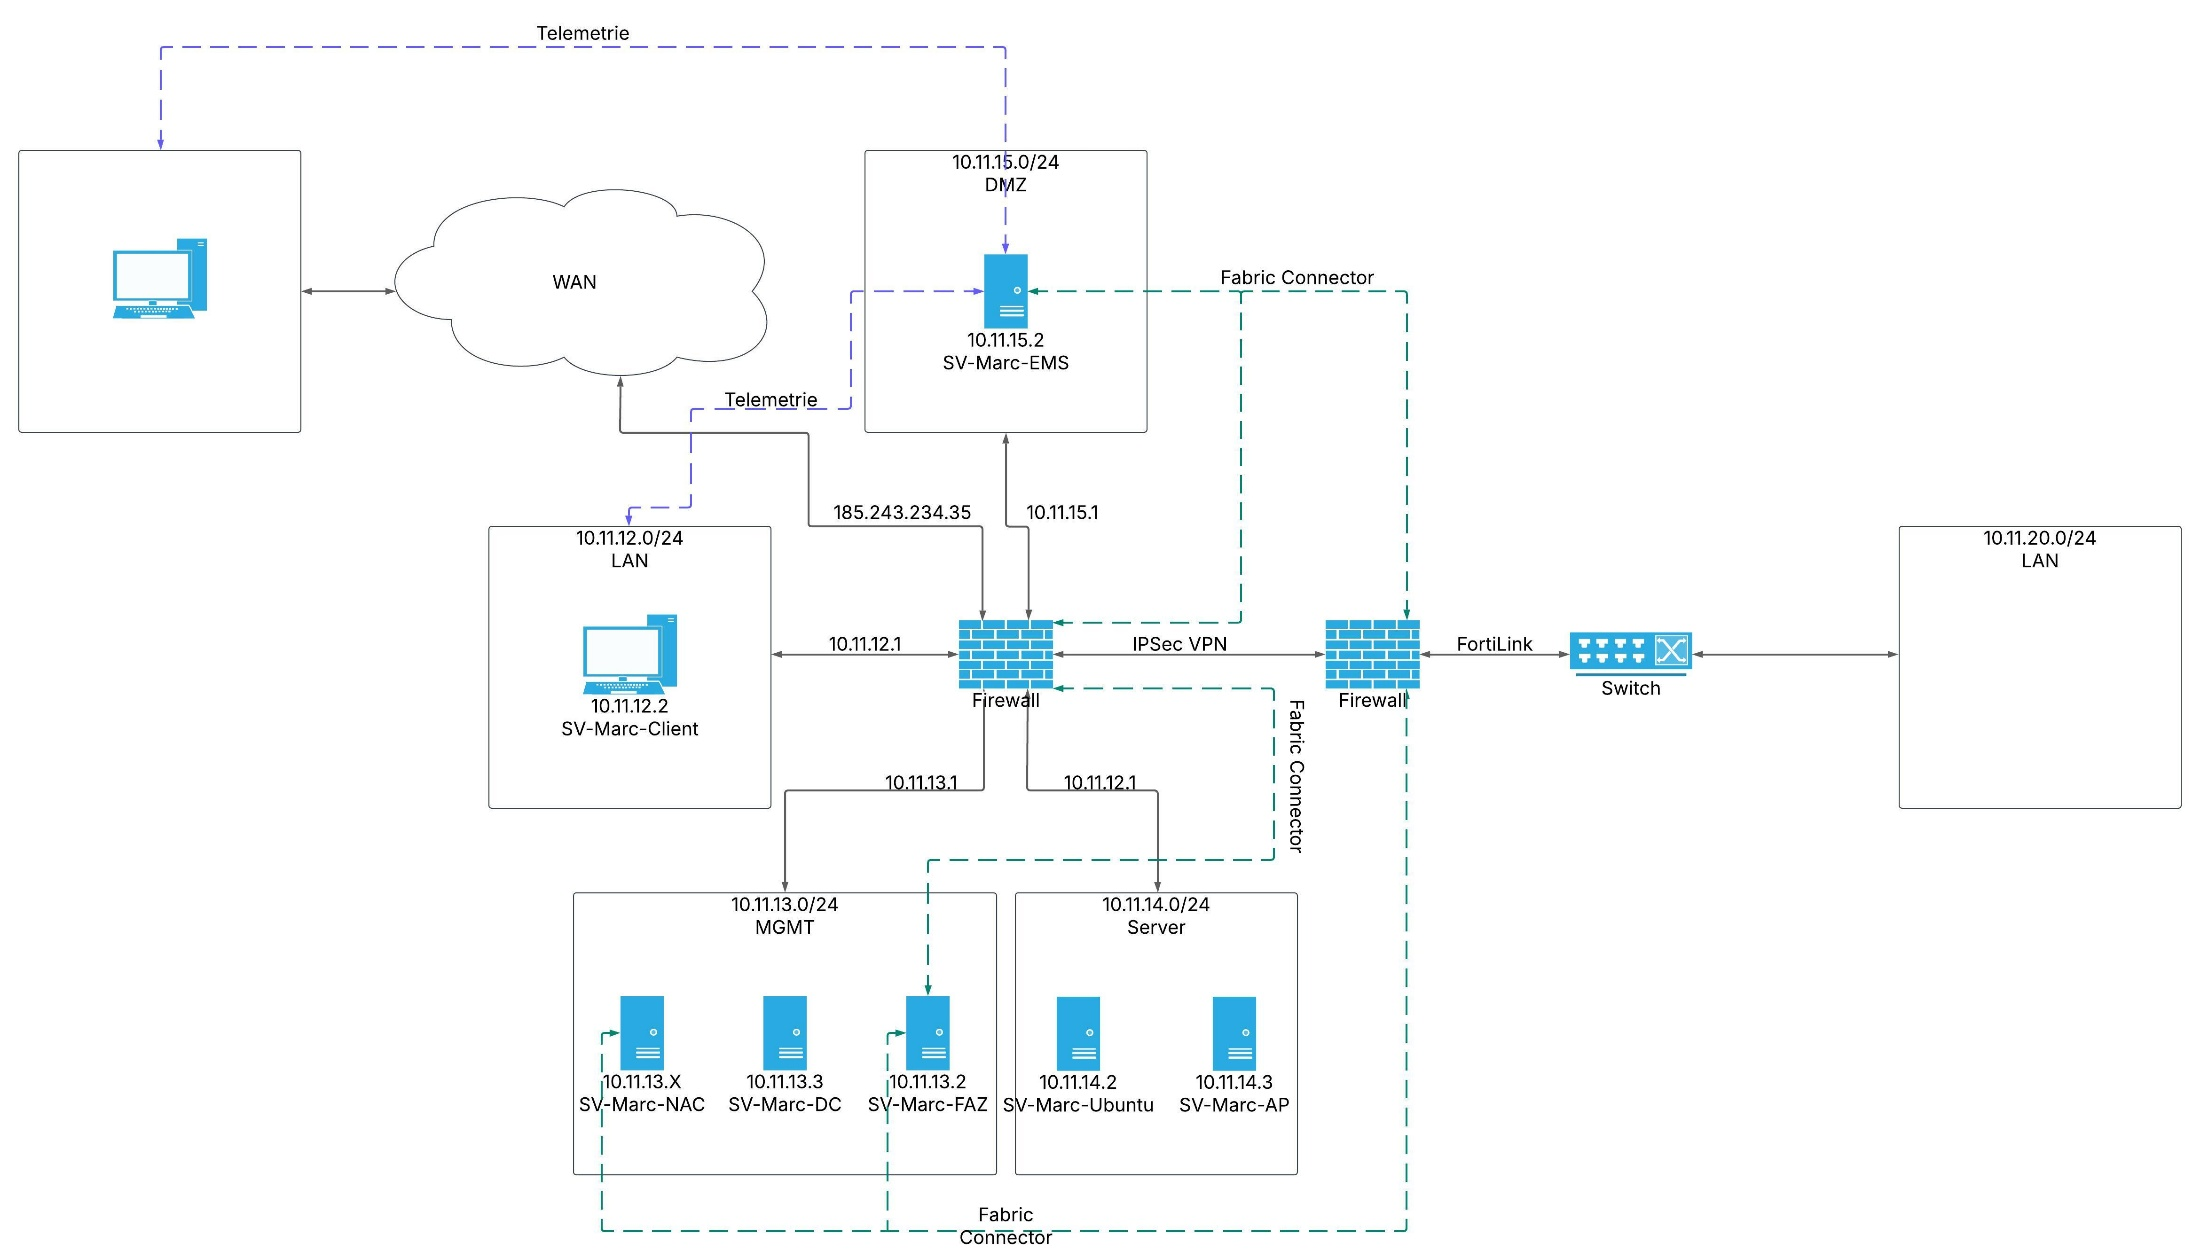 Telemetrie
10.11.15.0/24
DMZ
WAN
Fabric Connector
10.11.15.2
SV-Marc-EMS
Telemetrie
185.243.234.35
10.11.15.1
10.11.12.0/24
LAN
10.11.20.0/24
LAN
10.11.12.1
IPSec VPN
FortiLink
Switch
Firewall
Firewall
10.11.12.2
SV-Marc-Client
Fabric Connector
10.11.13.1
10.11.12.1
10.11.13.0/24
MGMT
10.11.14.0/24
Server
10.11.13.X
SV-Marc-NAC
10.11.13.3
SV-Marc-DC
10.11.13.2
SV-Marc-FAZ
10.11.14.2
SV-Marc-Ubuntu
10.11.14.3
SV-Marc-AP
Fabric
Connector